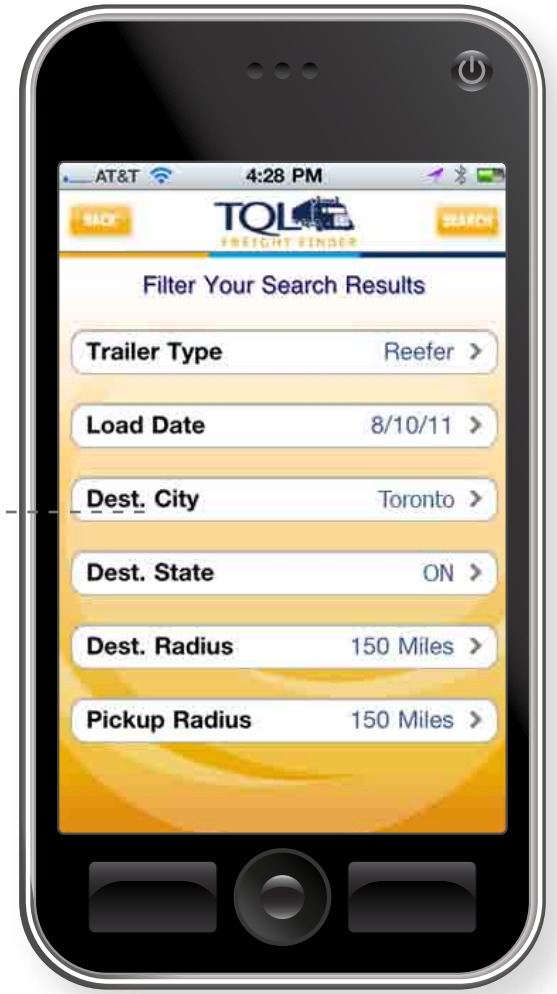 AT&T 4:28 PM
BACK TQL SEARCH
FREIGHT FINDER
Filter Your Search Results
Trailer Type Reefer >
Load Date 8/10/11 >
Dest. City Toronto >
Dest. State ON >
Dest. Radius 150 Miles >
Pickup Radius 150 Miles >